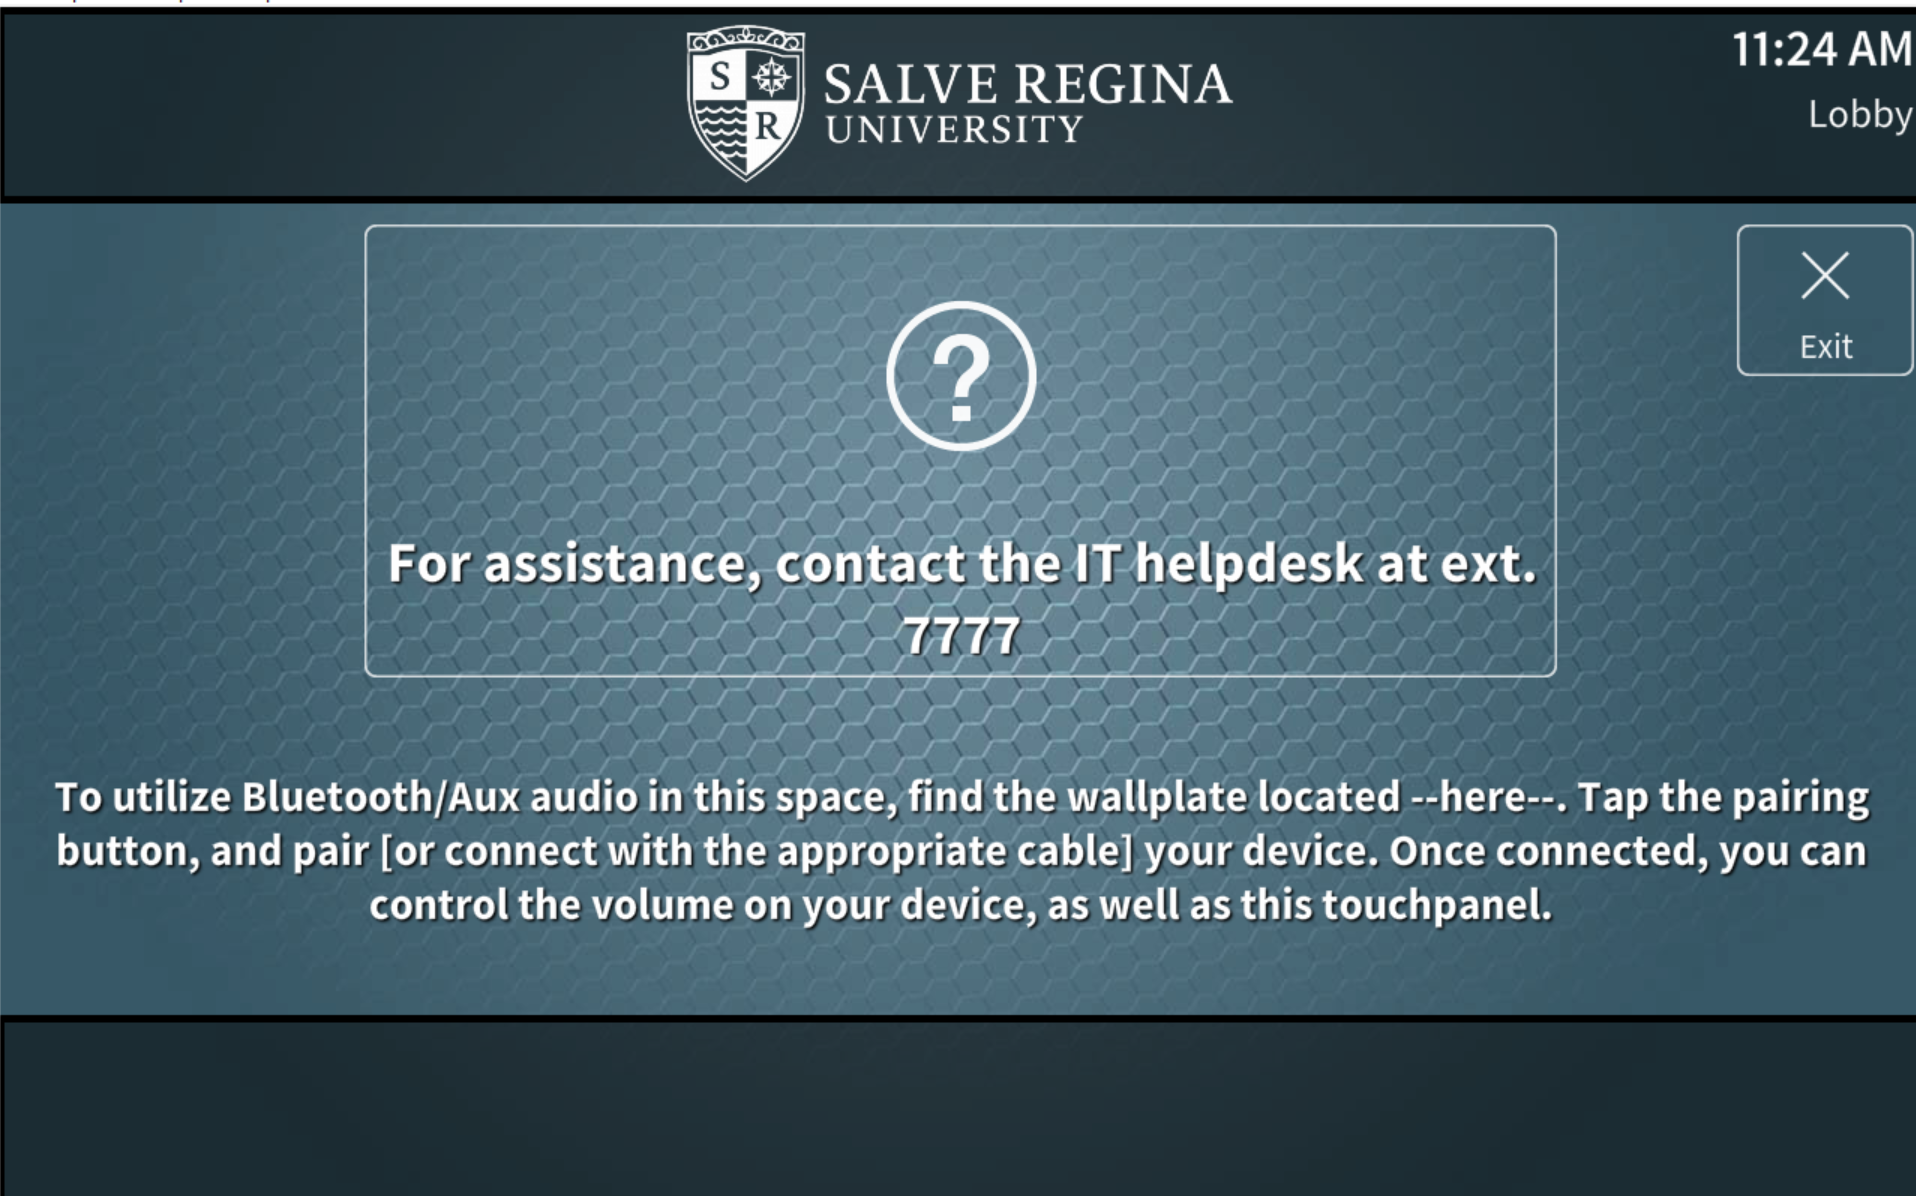 S
R
SALVE REGINA
UNIVERSITY
11:24 AM
Lobby
Exit
?
For assistance, contact the IT helpdesk at ext.
7777
To utilize Bluetooth/Aux audio in this space, find the wallplate located --here--. Tap the pairing
button, and pair [or connect with the appropriate cable] your device. Once connected, you can
control the volume on your device, as well as this touchpanel.